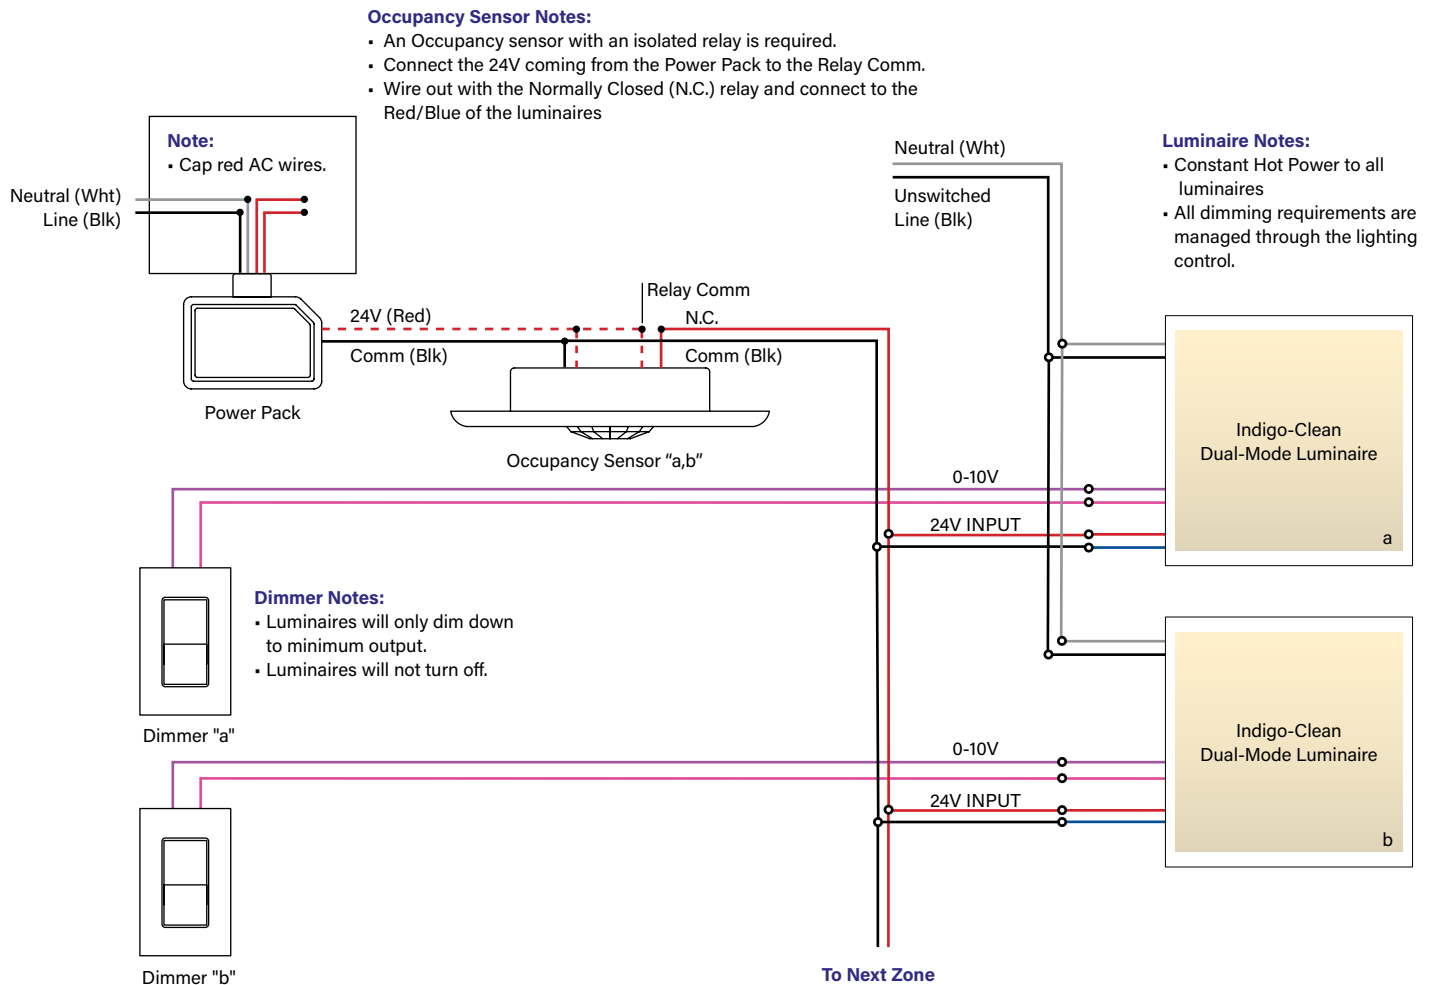 Occupancy Sensor Notes:
▪ An Occupancy sensor with an isolated relay is required.
▪ Connect the 24V coming from the Power Pack to the Relay Comm.
▪ Wire out with the Normally Closed (N.C.) relay and connect to the
Red/Blue of the luminaires
Note:
▪ Cap red AC wires.
Neutral (Wht)
Line (Blk)
Neutral (Wht)
Unswitched
Line (Blk)
Luminaire Notes:
▪ Constant Hot Power to all
luminaires
▪ All dimming requirements are
managed through the lighting
control.
Relay Comm
24V (Red)
N.C.
Comm (Blk)
Comm (Blk)
Power Pack
Occupancy Sensor “a,b”
Indigo-Clean
Dual-Mode Luminaire
a
0-10V
24V INPUT
Dimmer Notes:
▪ Luminaires will only dim down
to minimum output.
▪ Luminaires will not turn off.
Dimmer "a"
Indigo-Clean
Dual-Mode Luminaire
b
0-10V
24V INPUT
Dimmer "b"
To Next Zone